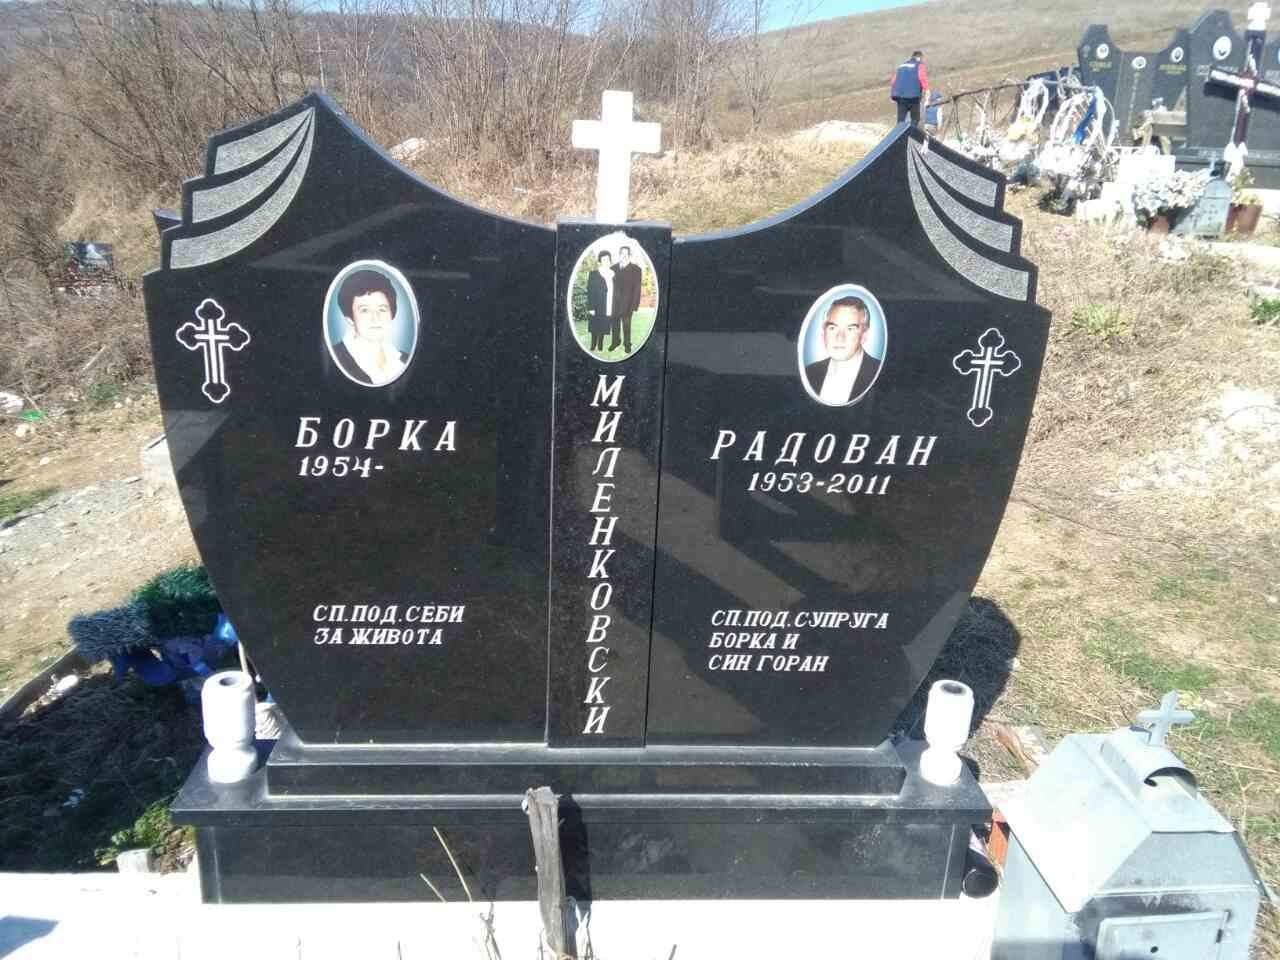 БОРКА
1954-
СП.ПОД.СЕБИ
ЗА ЖИВОТА
МИЛЕНКОВСКИ
РАДОВАН
1953-2011
СП.ПОД.СУПРУГА
БОРКА И
СИН ГОРАН